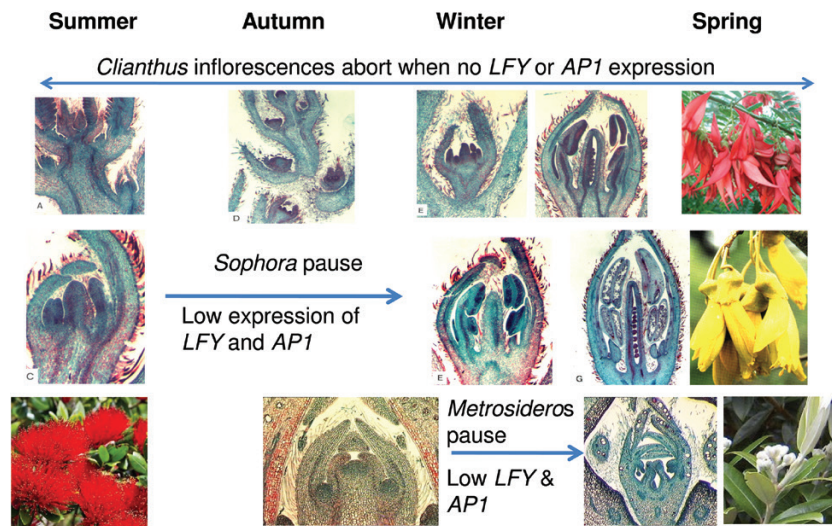 Summer Autumn Winter Spring
Clianthus inflorescences abort when no LFY or AP1 expression
A
D
E
Sophora pause
Low expression of
LFY and AP1
C
E
G
Metrosideros
pause
Low LFY &
AP1